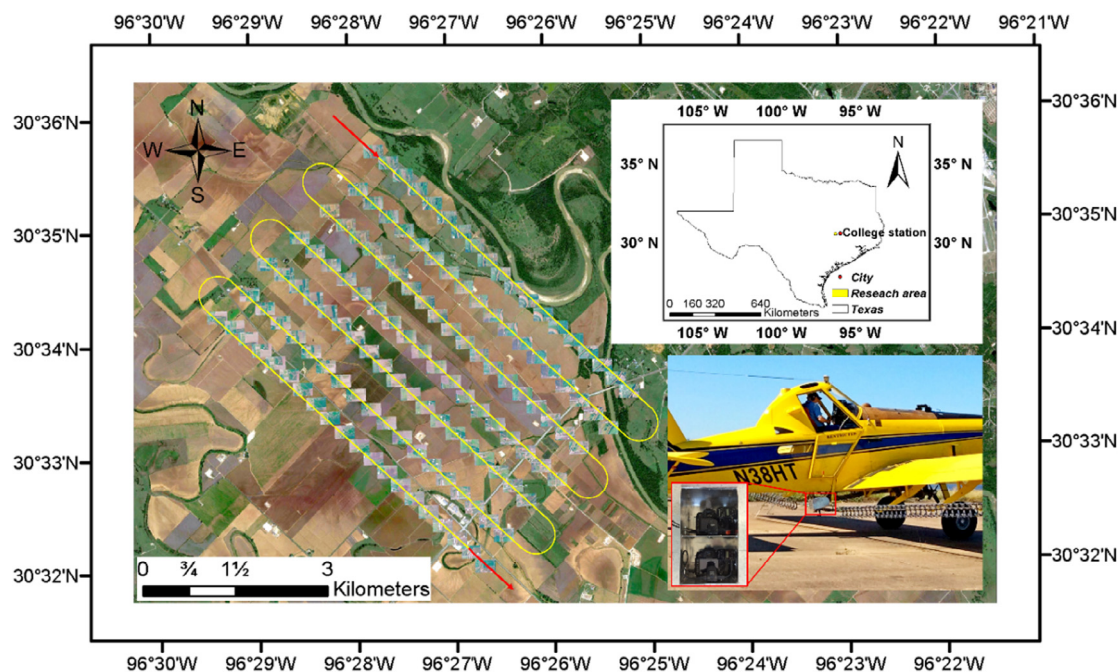 96°30'W 96°29'W 96°28'W 96°27'W 96°26'W 96°25'W 96°24'W 96°23'W 96°22'W 96°21'W
30°36'N
30°35'N
30°34'N
30°33'N
30°32'N
N
W E
S
0 ¾ 11½ 3
Kilometers
105° W 100° W 95° W
35° N
30° N
N
35° N
30° N
College station
City
Reseach area
Texas
0 160 320 640
Kilometers
105° W 100° W 95° W
N38HT
30°36'N
30°35'N
30°34'N
30°33'N
30°32'N
96°30'W 96°29'W 96°28'W 96°27'W 96°26'W 96°25'W 96°24'W 96°23'W 96°22'W 96°21'W